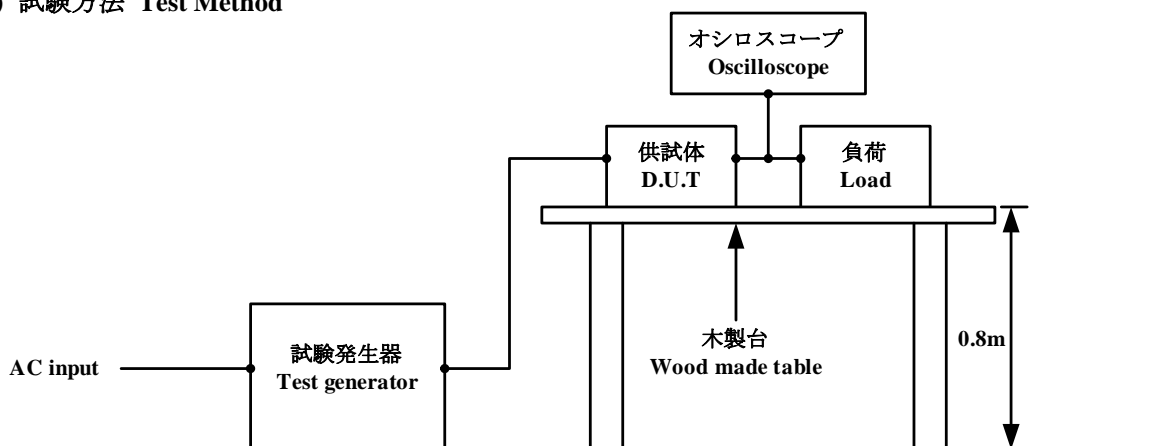 試験方法 Test Method
オシロスコープ
Oscilloscope
供試体
D.U.T
負荷
Load
木製台
Wood made table
0.8m
AC input
試験発生器
Test generator